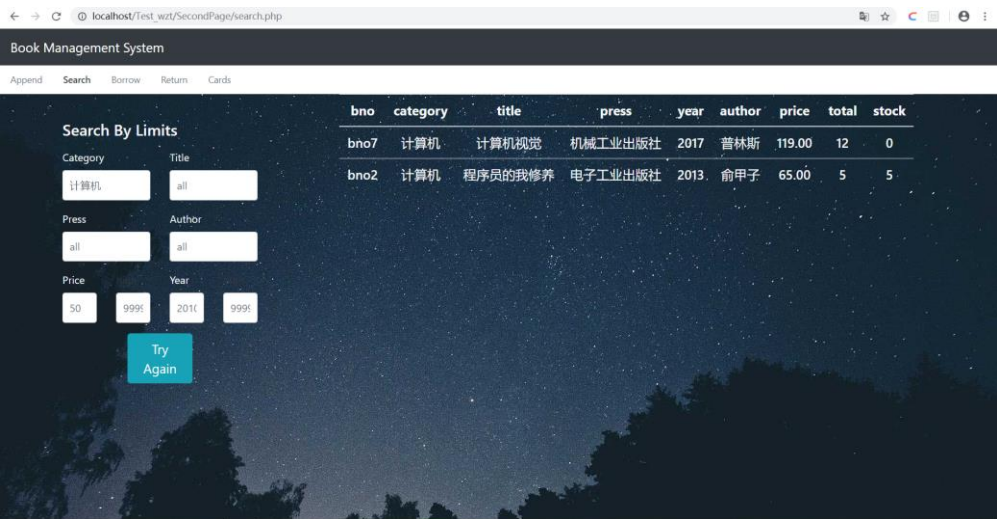 localhost/Test_wzt/SecondPage/search.php
Book Management System
Append Search Borrow Return Cards
Search By Limits
Category Title
计算机 all
Press Author
all all
Price Year
50 9999 2010 9999
Try
Again
bno category title press year author price total stock
bno7 计算机 计算机视觉 机械工业出版社 2017 普林斯 119.00 12 0
bno2 计算机 程序员的我修养 电子工业出版社 2013 俞甲子 65.00 5 5